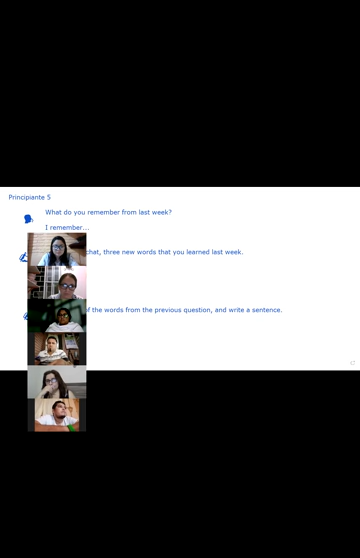 Principiante 5
What do you remember from last week?
I remember...
chat, three new words that you learned last week.
of the words from the previous question, and write a sentence.